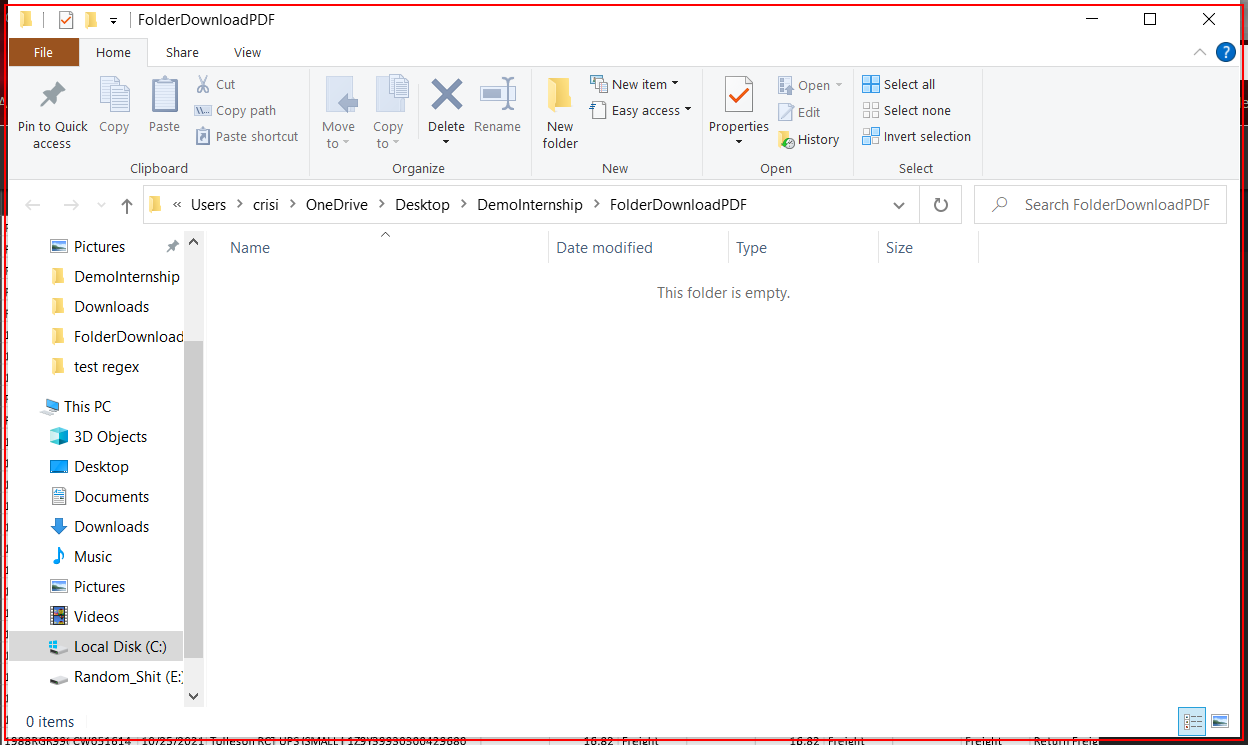 FolderDownloadPDF
File Home Share View
Pin to Quick access
Copy
Paste
Cut
Copy path
Paste shortcut
Clipboard
Move to
Copy to
Delete
Rename
Organize
New folder
New item
Easy access
New
Properties
Open
Edit
History
Open
Select all
Select none
Invert selection
Select
« Users > crisi > OneDrive > Desktop > DemoInternship > FolderDownloadPDF
Search FolderDownloadPDF
Name Date modified Type Size
This folder is empty.
Pictures
DemoInternship
Downloads
FolderDownload
test regex
This PC
3D Objects
Desktop
Documents
Downloads
Music
Pictures
Videos
Local Disk (C:)
Random_Shit (E:
0 items